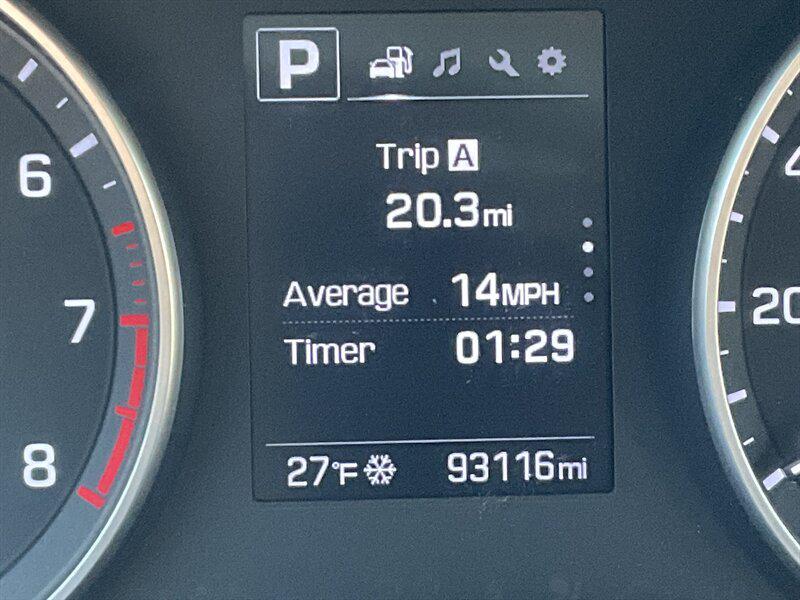 P
Trip A
20.3mi
Average 14MPH
Timer 01:29
27°F 93116mi
6
7
8
20